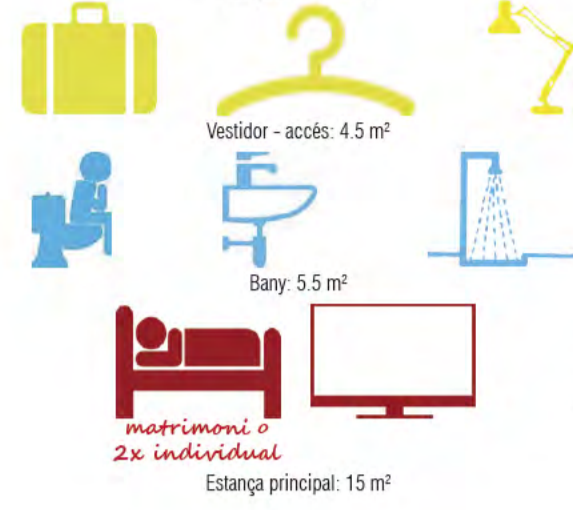 Vestidor - accés: 4.5 m²
Bany: 5.5 m²
matrimoni o
2x individual
Estança principal: 15 m²